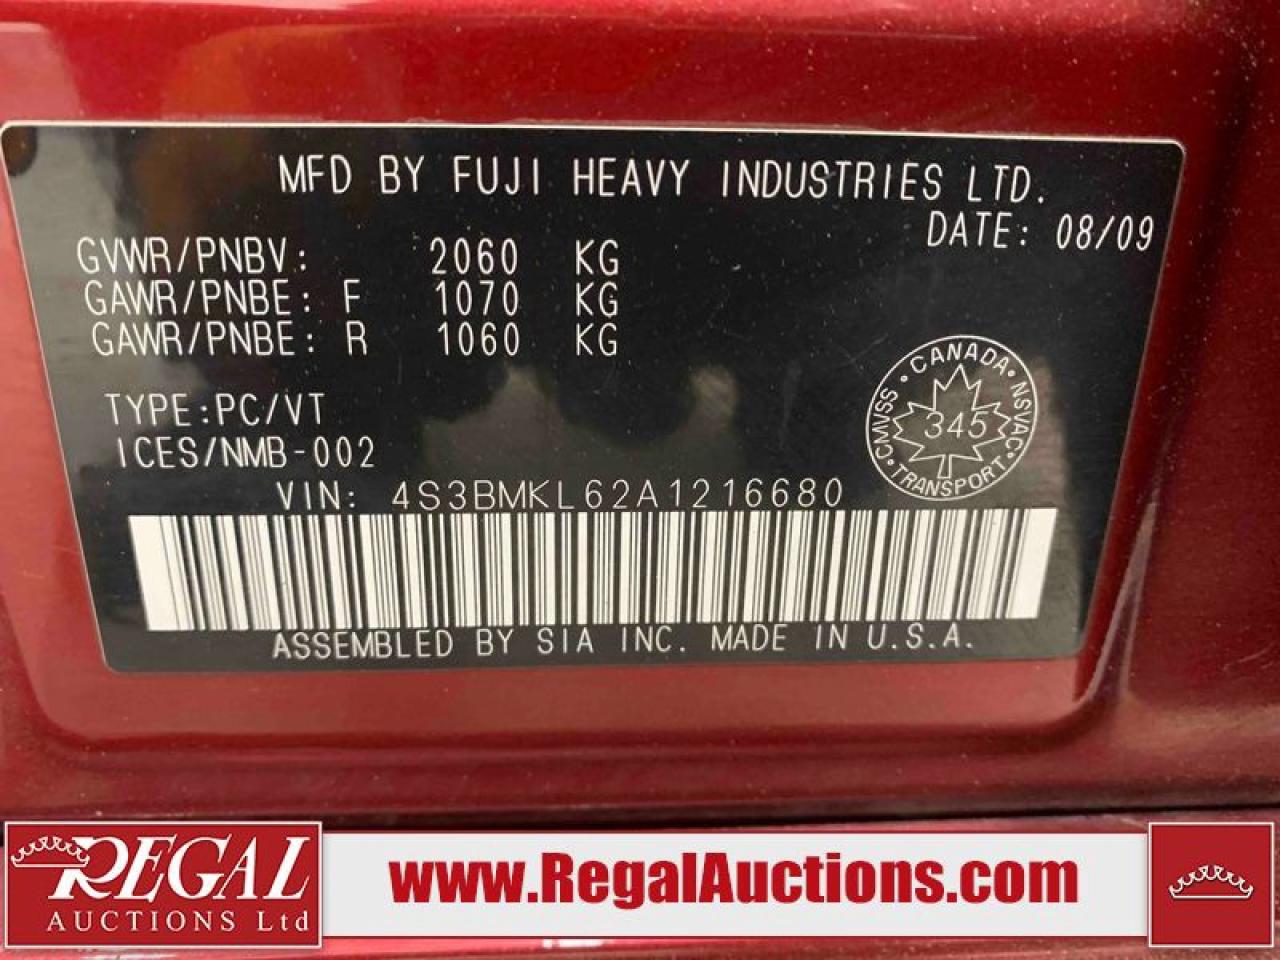 MFD BY FUJI HEAVY INDUSTRIES LTD.
DATE: 08/09
GVWR/PNBV: 2060 KG
GAWR/PNBE: F 1070 KG
GAWR/PNBE: R 1060 KG
TYPE:PC/VT
ICES/NMB-002
CANADA · NSVAC · TRANSPORT · CMVSS ·
345
VIN: 4S3BMKL62A1216680
ASSEMBLED BY SIA INC. MADE IN U.S.A.
REGAL
AUCTIONS Ltd
www.RegalAuctions.com